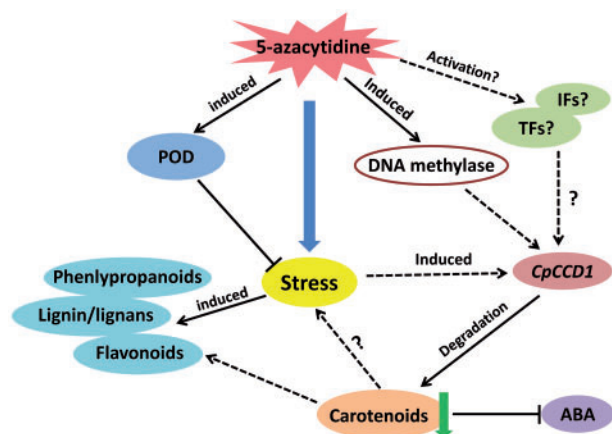 5-azacytidine
Activation?
IFs?
TFs?
induced
Induced
POD
DNA methylase
?
Phenlypropanoids
Lignin/lignans
Flavonoids
induced
Stress
Induced
CpCCD1
?
Degradation
Carotenoids
ABA